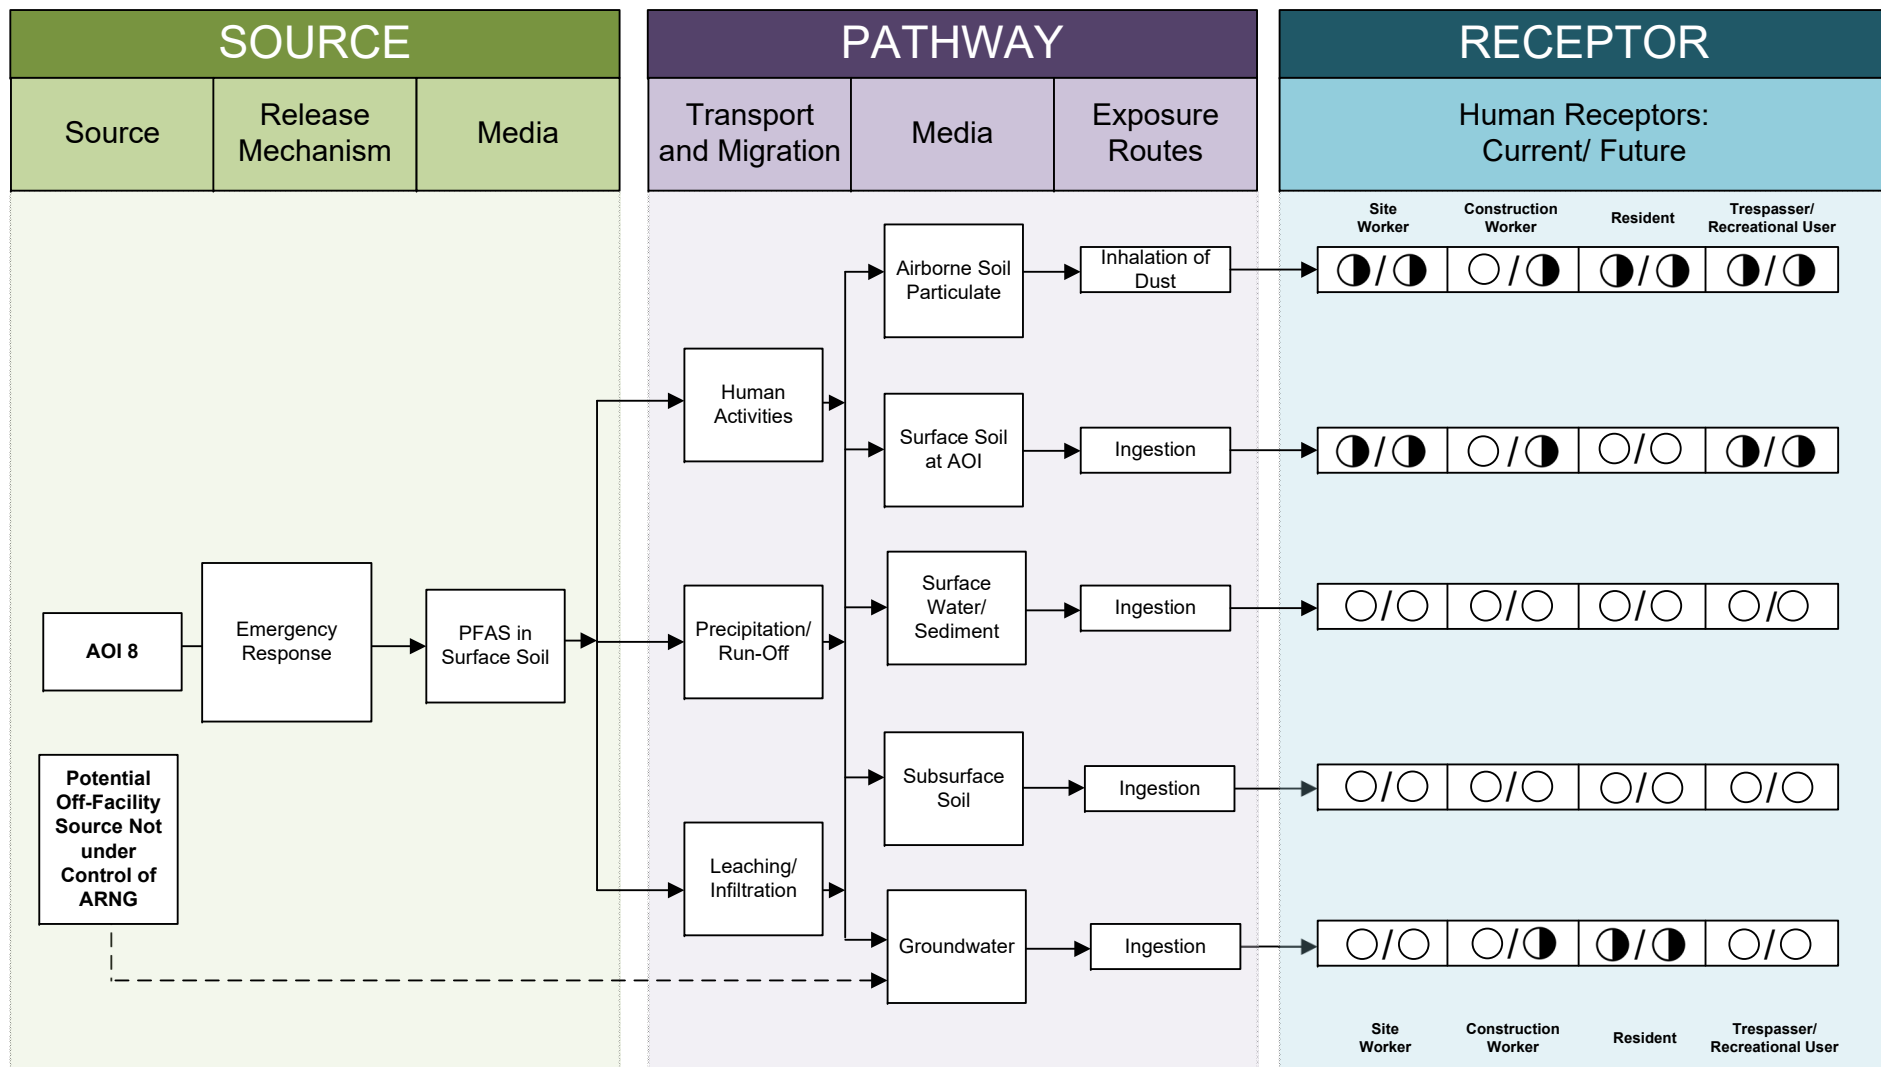 SOURCE
PATHWAY
RECEPTOR
Source
Release
Mechanism
Media
Transport
and Migration
Media
Exposure
Routes
Human Receptors:
Current/ Future
Site
Worker
Construction
Worker
Resident
Trespasser/
Recreational User
Airborne Soil
Particulate
Inhalation of
Dust
/
/
/
/
Human
Activities
Surface Soil
at AOI
Ingestion
/
/
/
/
AOI 8
Emergency
Response
PFAS in
Surface Soil
Precipitation/
Run-Off
Surface
Water/
Sediment
Ingestion
/
/
/
/
Potential
Off-Facility
Source Not
under
Control of
ARNG
Subsurface
Soil
Ingestion
/
/
/
/
Leaching/
Infiltration
Groundwater
Ingestion
/
/
/
/
Site
Worker
Construction
Worker
Resident
Trespasser/
Recreational User